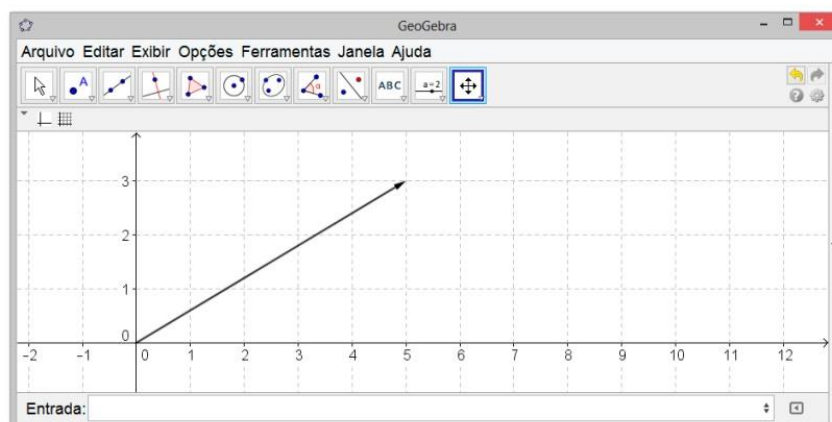 GeoGebra
Arquivo Editar Exibir Opções Ferramentas Janela Ajuda
A α ABC a=2
3
2
1
0
-2 -1 0 1 2 3 4 5 6 7 8 9 10 11 12
Entrada: